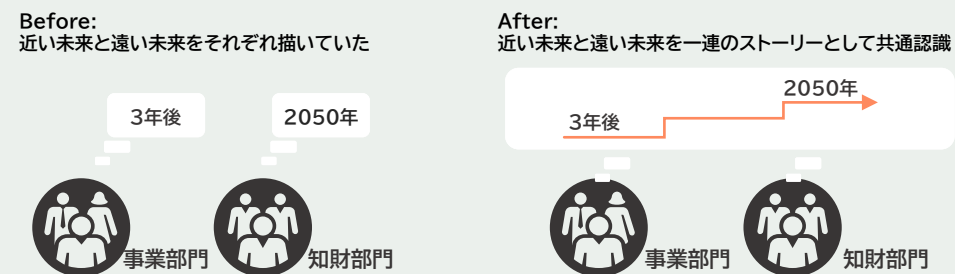 Before:
近い未来と遠い未来をそれぞれ描いていた
3年後
2050年
事業部門
知財部門
After:
近い未来と遠い未来を一連のストーリーとして共通認識
2050年
3年後
事業部門
知財部門